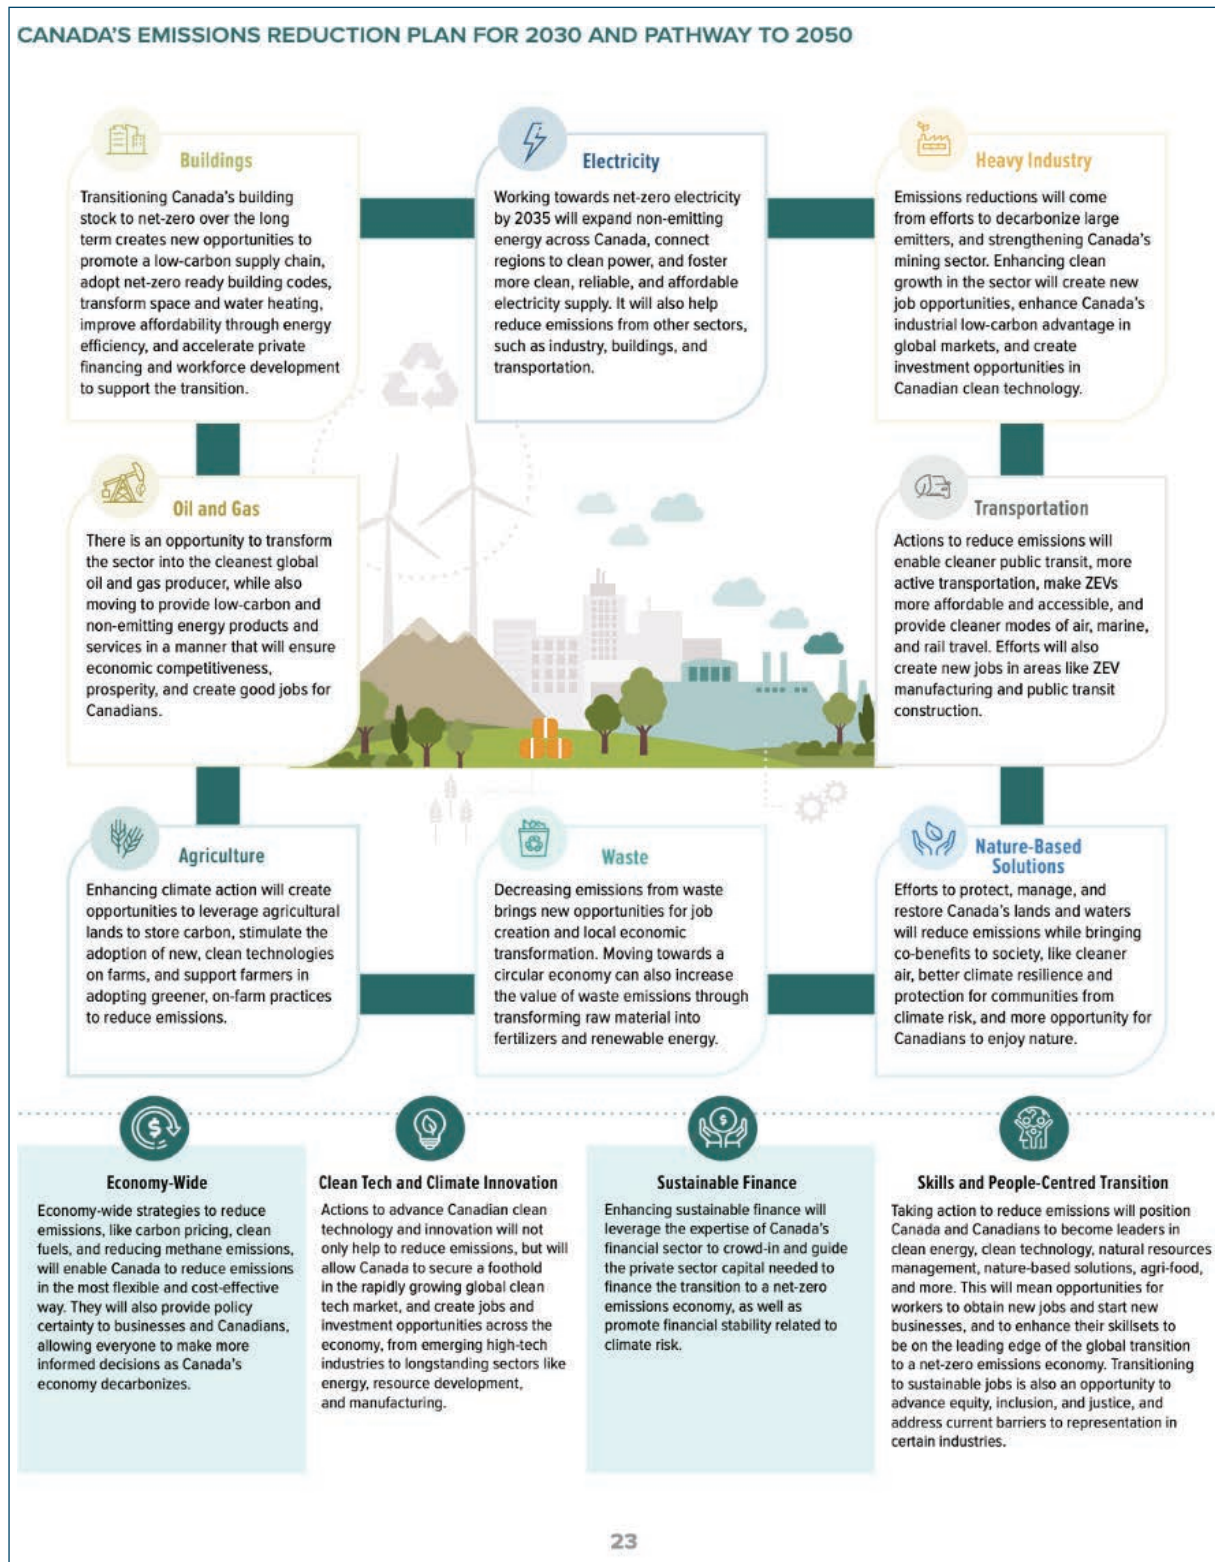 CANADA'S EMISSIONS REDUCTION PLAN FOR 2030 AND PATHWAY TO 2050
Buildings
Transitioning Canada's building
stock to net-zero over the long
term creates new opportunities to
promote a low-carbon supply chain,
adopt net-zero ready building codes,
transform space and water heating,
improve affordability through energy
efficiency, and accelerate private
financing and workforce development
to support the transition.
Electricity
Working towards net-zero electricity
by 2035 will expand non-emitting
energy across Canada, connect
regions to clean power, and foster
more clean, reliable, and affordable
electricity supply. It will also help
reduce emissions from other sectors,
such as industry, buildings, and
transportation.
Heavy Industry
Emissions reductions will come
from efforts to decarbonize large
emitters, and strengthening Canada's
mining sector. Enhancing clean
growth in the sector will create new
job opportunities, enhance Canada's
industrial low-carbon advantage in
global markets, and create
investment opportunities in
Canadian clean technology.
Oil and Gas
There is an opportunity to transform
the sector into the cleanest global
oil and gas producer, while also
moving to provide low-carbon and
non-emitting energy products and
services in a manner that will ensure
economic competitiveness,
prosperity, and create good jobs for
Canadians.
Transportation
Actions to reduce emissions will
enable cleaner public transit, more
active transportation, make ZEVs
more affordable and accessible, and
provide cleaner modes of air, marine,
and rail travel. Efforts will also
create new jobs in areas like ZEV
manufacturing and public transit
construction.
Agriculture
Enhancing climate action will create
opportunities to leverage agricultural
lands to store carbon, stimulate the
adoption of new, clean technologies
on farms, and support farmers in
adopting greener, on-farm practices
to reduce emissions.
Waste
Decreasing emissions from waste
brings new opportunities for job
creation and local economic
transformation. Moving towards a
circular economy can also increase
the value of waste emissions through
transforming raw material into
fertilizers and renewable energy.
Nature-Based
Solutions
Efforts to protect, manage, and
restore Canada's lands and waters
will reduce emissions while bringing
co-benefits to society, like cleaner
air, better climate resilience and
protection for communities from
climate risk, and more opportunity for
Canadians to enjoy nature.
Economy-Wide
Economy-wide strategies to reduce
emissions, like carbon pricing, clean
fuels, and reducing methane emissions,
will enable Canada to reduce emissions
in the most flexible and cost-effective
way. They will also provide policy
certainty to businesses and Canadians,
allowing everyone to make more
informed decisions as Canada's
economy decarbonizes.
Clean Tech and Climate Innovation
Actions to advance Canadian clean
technology and innovation will not
only help to reduce emissions, but will
allow Canada to secure a foothold
in the rapidly growing global clean
tech market, and create jobs and
investment opportunities across the
economy, from emerging high-tech
industries to longstanding sectors like
energy, resource development,
and manufacturing.
Sustainable Finance
Enhancing sustainable finance will
leverage the expertise of Canada's
financial sector to crowd-in and guide
the private sector capital needed to
finance the transition to a net-zero
emissions economy, as well as
promote financial stability related to
climate risk.
Skills and People-Centred Transition
Taking action to reduce emissions will position
Canada and Canadians to become leaders in
clean energy, clean technology, natural resources
management, nature-based solutions, agri-food,
and more. This will mean opportunities for
workers to obtain new jobs and start new
businesses, and to enhance their skillsets to
be on the leading edge of the global transition
to a net-zero emissions economy. Transitioning
to sustainable jobs is also an opportunity to
advance equity, inclusion, and justice, and
address current barriers to representation in
certain industries.
23